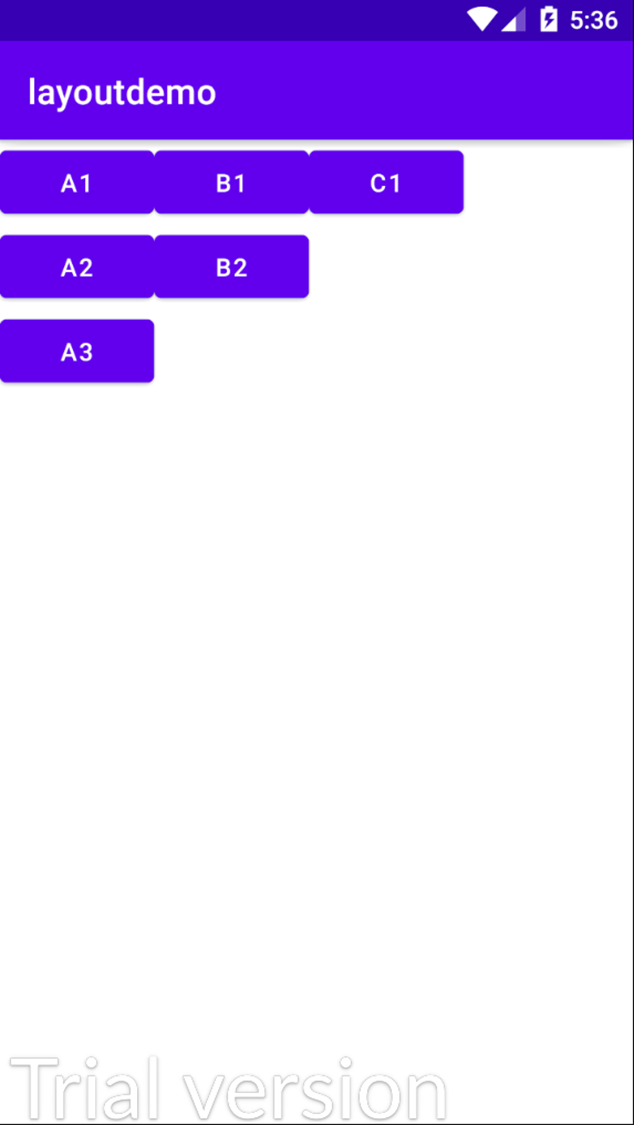 5:36
layoutdemo
A1 B1 C1
A2 B2
A3
Trial version